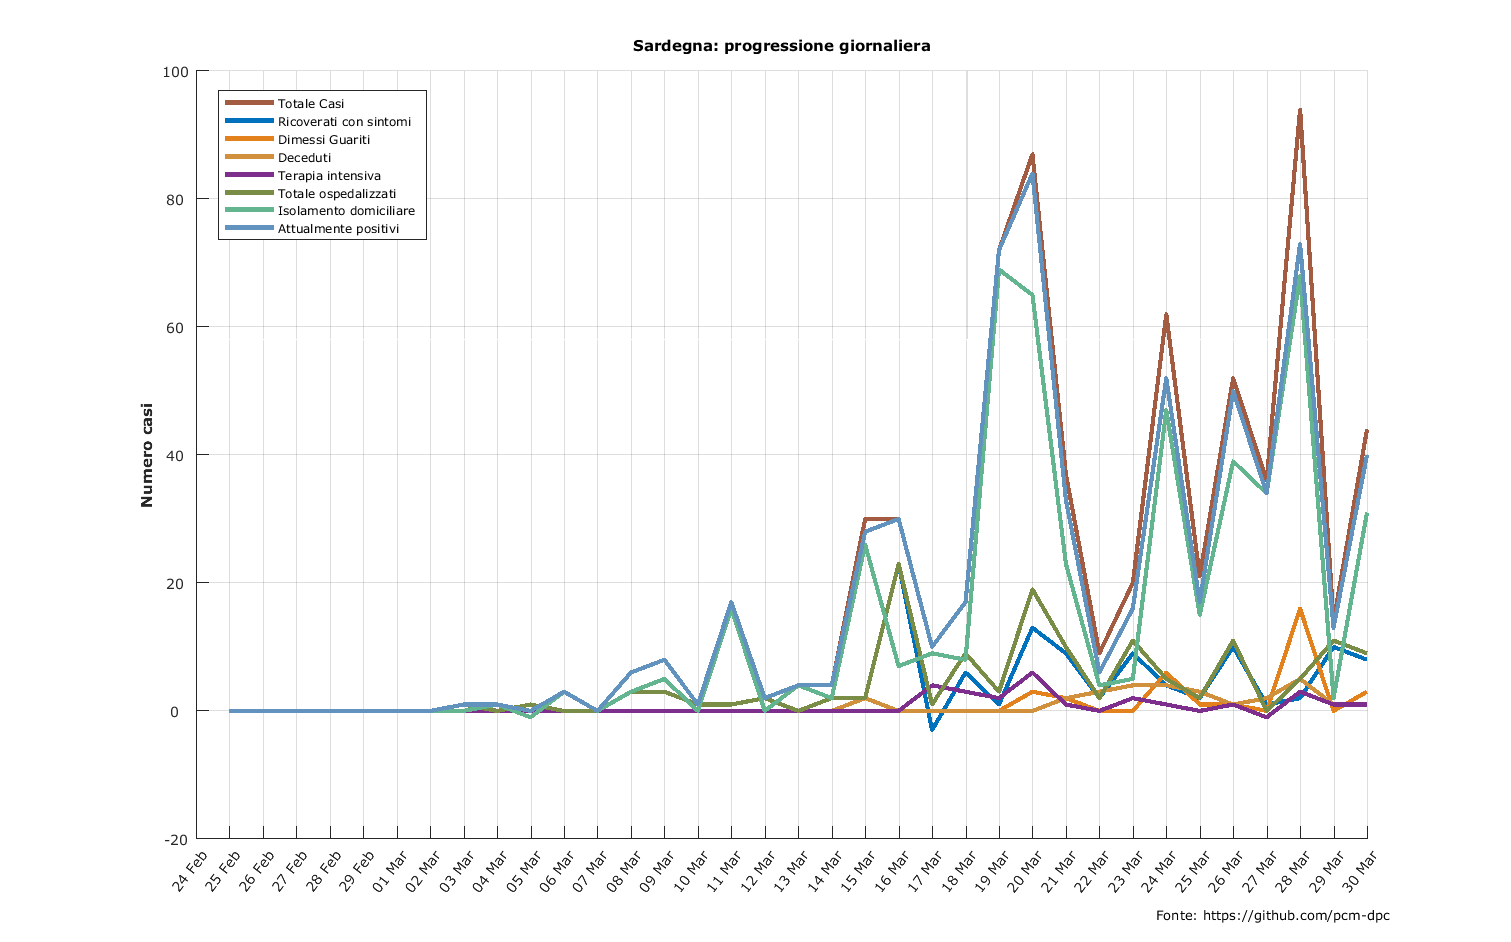 Sardegna: progressione giornaliera
100
80
60
40
20
0
-20
Numero casi
Totale Casi
Ricoverati con sintomi
Dimessi Guariti
Deceduti
Terapia intensiva
Totale ospedalizzati
Isolamento domiciliare
Attualmente positivi
24 Feb
25 Feb
26 Feb
27 Feb
28 Feb
29 Feb
01 Mar
02 Mar
03 Mar
04 Mar
05 Mar
06 Mar
07 Mar
08 Mar
09 Mar
10 Mar
11 Mar
12 Mar
13 Mar
14 Mar
15 Mar
16 Mar
17 Mar
18 Mar
19 Mar
20 Mar
21 Mar
22 Mar
23 Mar
24 Mar
25 Mar
26 Mar
27 Mar
28 Mar
29 Mar
30 Mar
Fonte: https://github.com/pcm-dpc